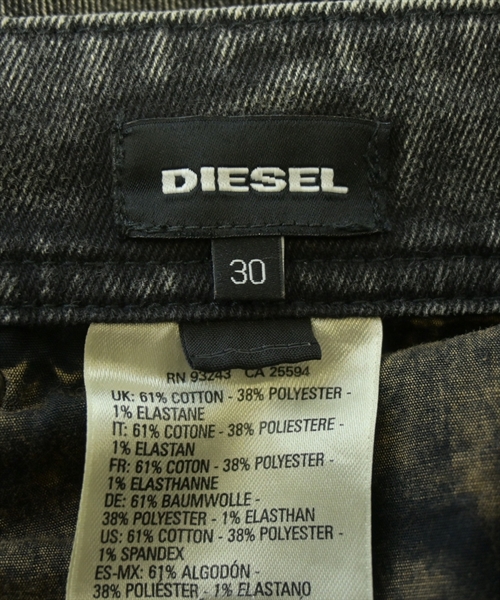 DIESEL
30
RN 93243 CA 25594
UK: 61% COTTON - 38% POLYESTER -
1% ELASTANE
IT: 61% COTONE - 38% POLIESTERE -
1% ELASTAN
FR: 61% COTON - 38% POLYESTER -
1% ELASTHANNE
DE: 61% BAUMWOLLE -
38% POLYESTER - 1% ELASTHAN
US: 61% COTTON - 38% POLYESTER -
1% SPANDEX
ES-MX: 61% ALGODÓN -
38% POLIÉSTER - 1% ELASTANO